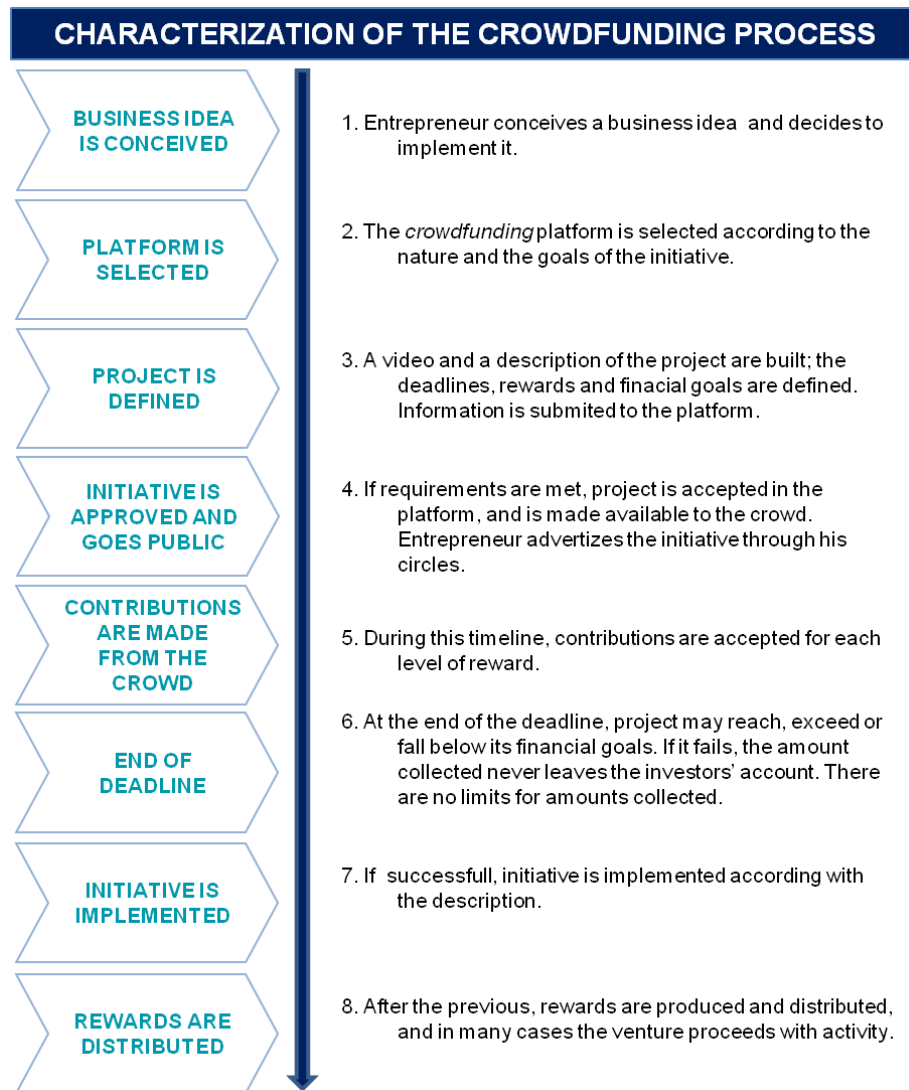 CHARACTERIZATION OF THE CROWDFUNDING PROCESS
BUSINESS IDEA
IS CONCEIVED
1. Entrepreneur conceives a business idea and decides to
implement it.
PLATFORM IS
SELECTED
2. The crowdfunding platform is selected according to the
nature and the goals of the initiative.
PROJECT IS
DEFINED
3. A video and a description of the project are built; the
deadlines, rewards and finacial goals are defined.
Information is submited to the platform.
INITIATIVE IS
APPROVED AND
GOES PUBLIC
4. If requirements are met, project is accepted in the
platform, and is made available to the crowd.
Entrepreneur advertizes the initiative through his
circles.
CONTRIBUTIONS
ARE MADE
FROM THE
CROWD
5. During this timeline, contributions are accepted for each
level of reward.
END OF
DEADLINE
6. At the end of the deadline, project may reach, exceed or
fall below its financial goals. If it fails, the amount
collected never leaves the investors’ account. There
are no limits for amounts collected.
INITIATIVE IS
IMPLEMENTED
7. If successfull, initiative is implemented according with
the description.
REWARDS ARE
DISTRIBUTED
8. After the previous, rewards are produced and distributed,
and in many cases the venture proceeds with activity.